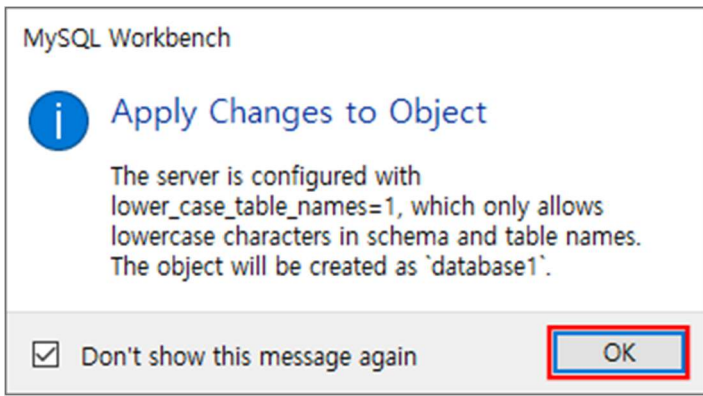 MySQL Workbench
Apply Changes to Object
The server is configured with
lower_case_table_names=1, which only allows
lowercase characters in schema and table names.
The object will be created as `database1`.
Don't show this message again
OK